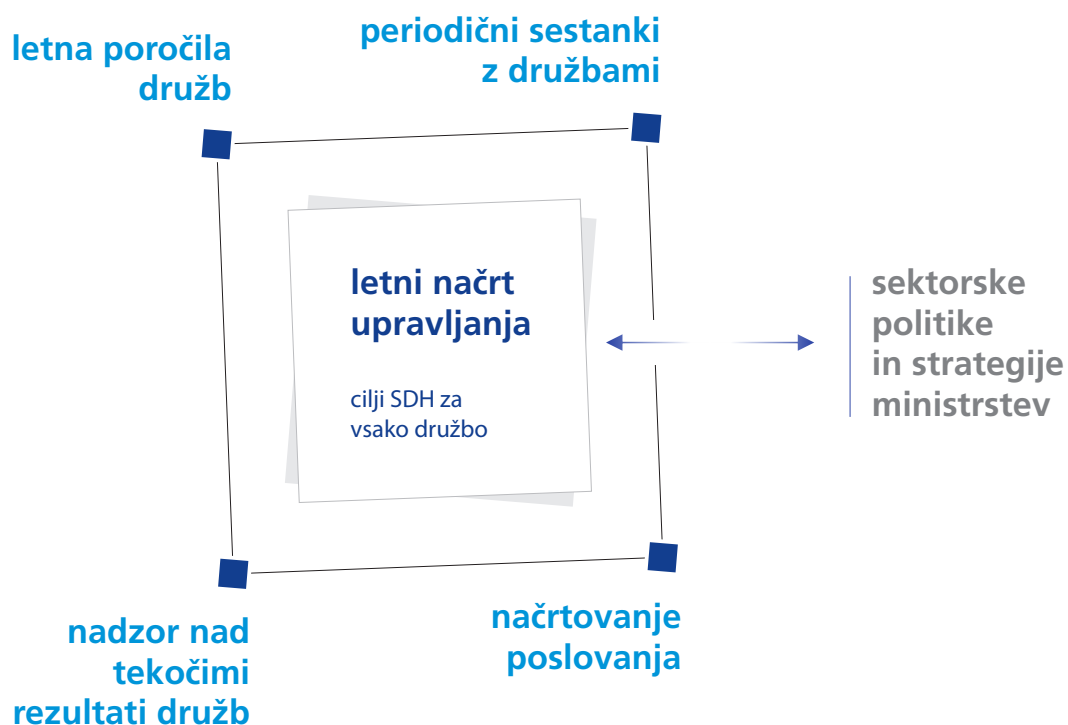 letna poročila
družb
periodični sestanki
z družbami
letni načrt
upravljanja
cilji SDH za
vsako družbo
sektorske
politike
in strategije
ministrstev
nadzor nad
tekočimi
rezultati družb
načrtovanje
poslovanja